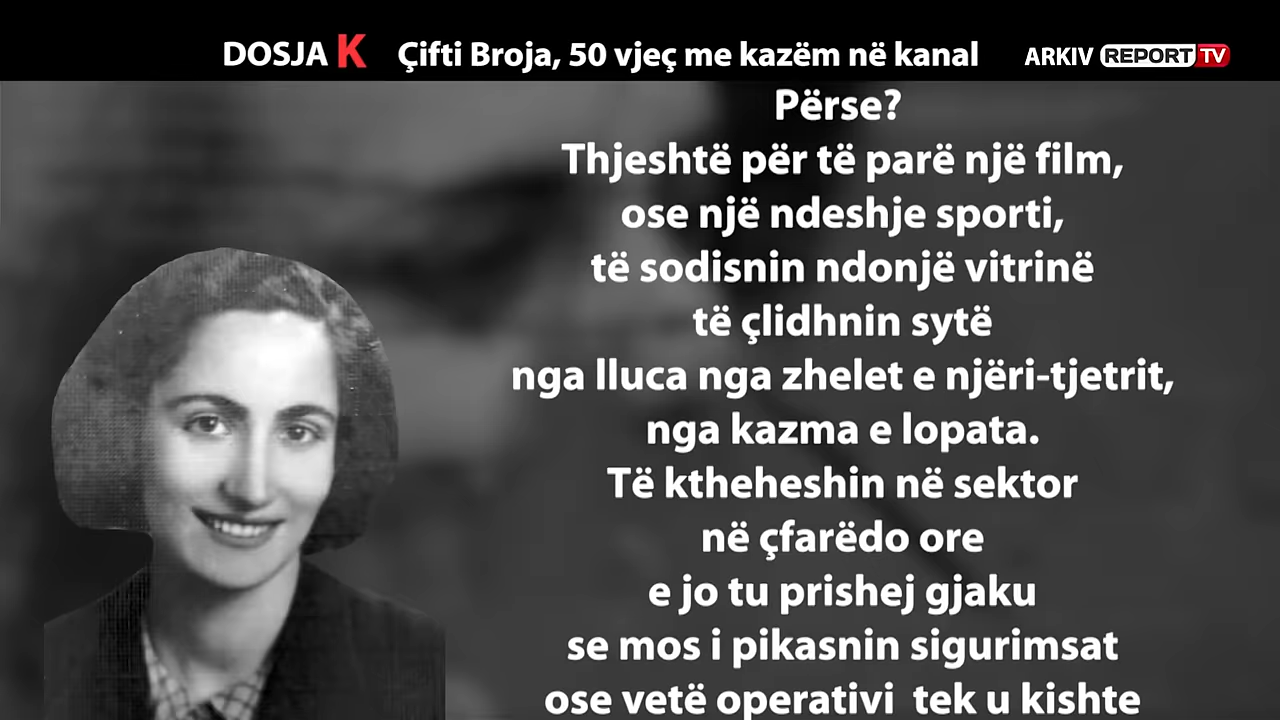 DOSJA K Çifti Broja, 50 vjeç me kazëm në kanal ARKIV REPORT TV
Përse?
Thjeshtë për të parë një film,
ose një ndeshje sporti,
të sodisnin ndonjë vitrinë
të çlidhnin sytë
nga lluca nga zhelet e njëri-tjetrit,
nga kazma e lopata.
Të ktheheshin në sektor
në çfarëdo ore
e jo tu prishej gjaku
se mos i pikasnin sigurimsat
ose vetë operativi tek u kishte